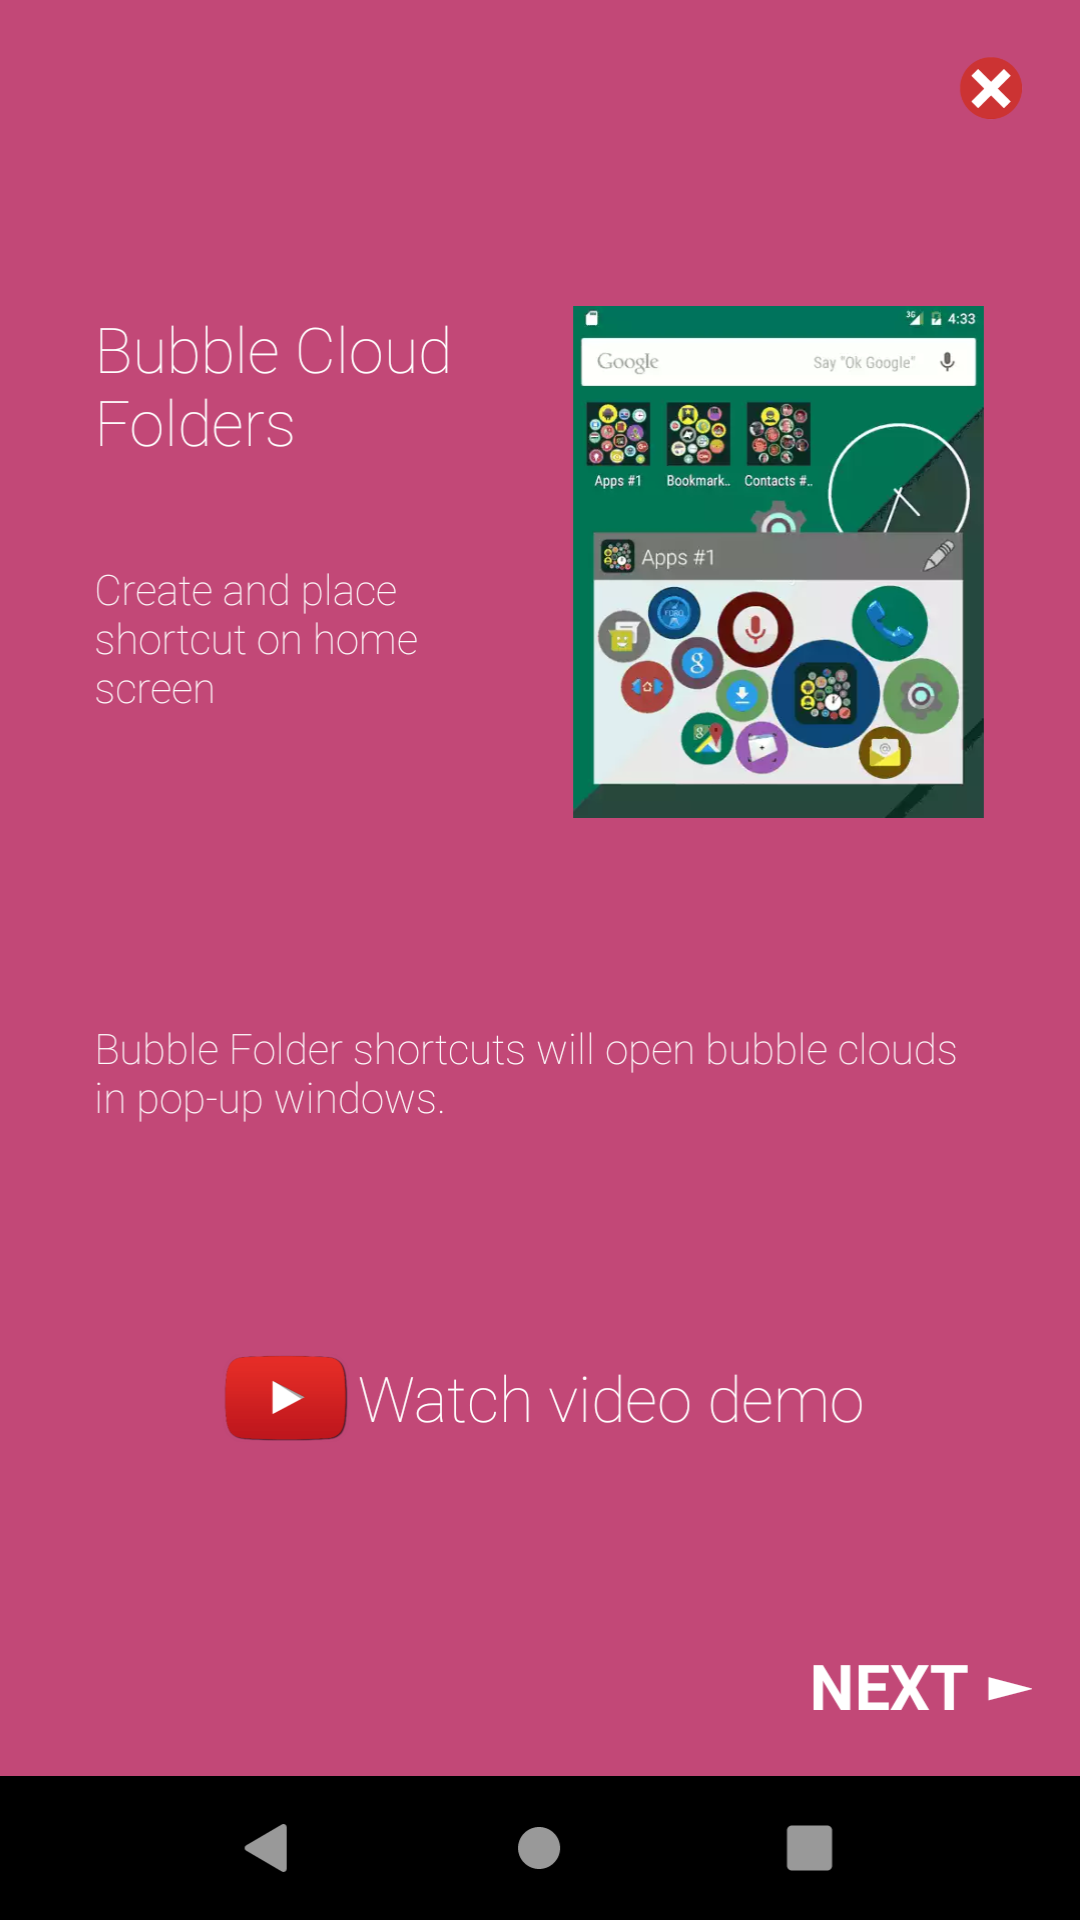 Bubble Cloud
Folders
Create and place
shortcut on home
screen
3G 4:33
Google Say "Ok Google"
Apps #1 Bookmark.. Contacts #..
Apps #1
Bubble Folder shortcuts will open bubble clouds
in pop-up windows.
Watch video demo
NEXT